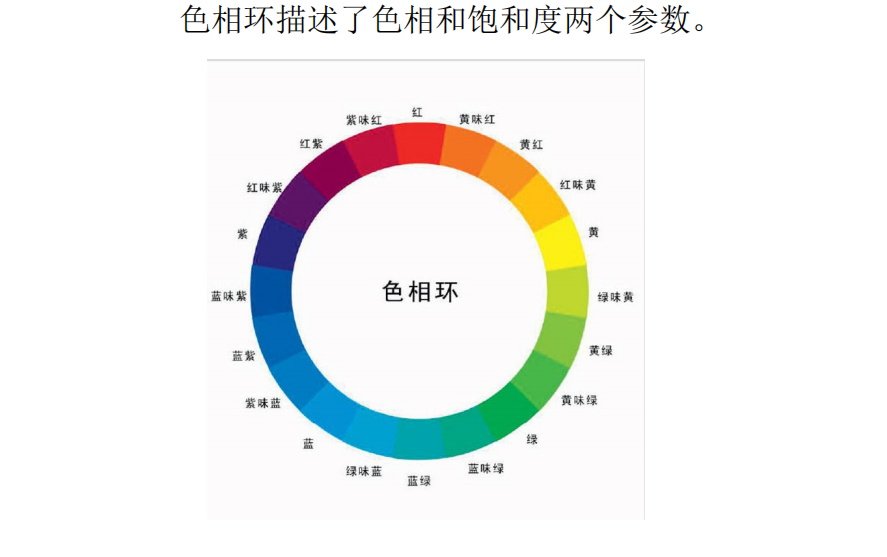 色相环描述了色相和饱和度两个参数。
红
黄味红
黄红
红味黄
黄
绿味黄
黄绿
黄味绿
绿
蓝味绿
蓝绿
绿味蓝
蓝
紫味蓝
蓝紫
蓝味紫
紫
红味紫
红紫
紫味红
色相环